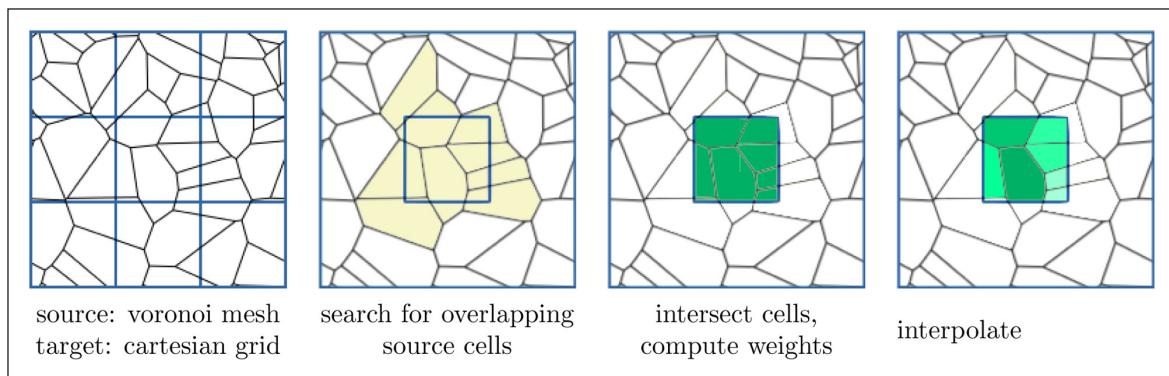 source: voronoi mesh
target: cartesian grid
search for overlapping
source cells
intersect cells,
compute weights
interpolate